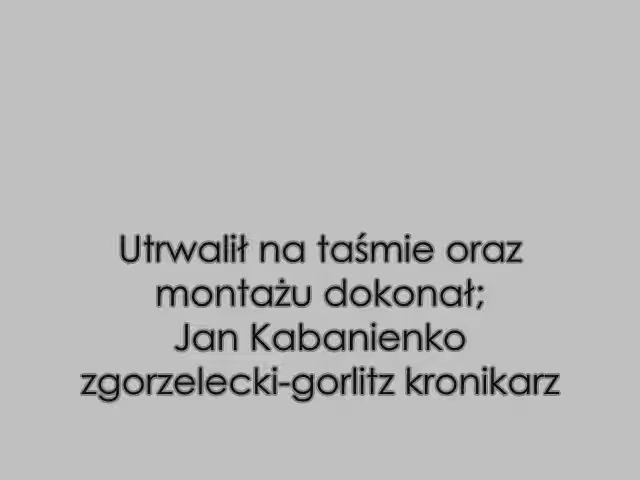 Utrwalił na taśmie oraz
montażu dokonał;
Jan Kabanienko
zgorzelecki-gorlitz kronikarz